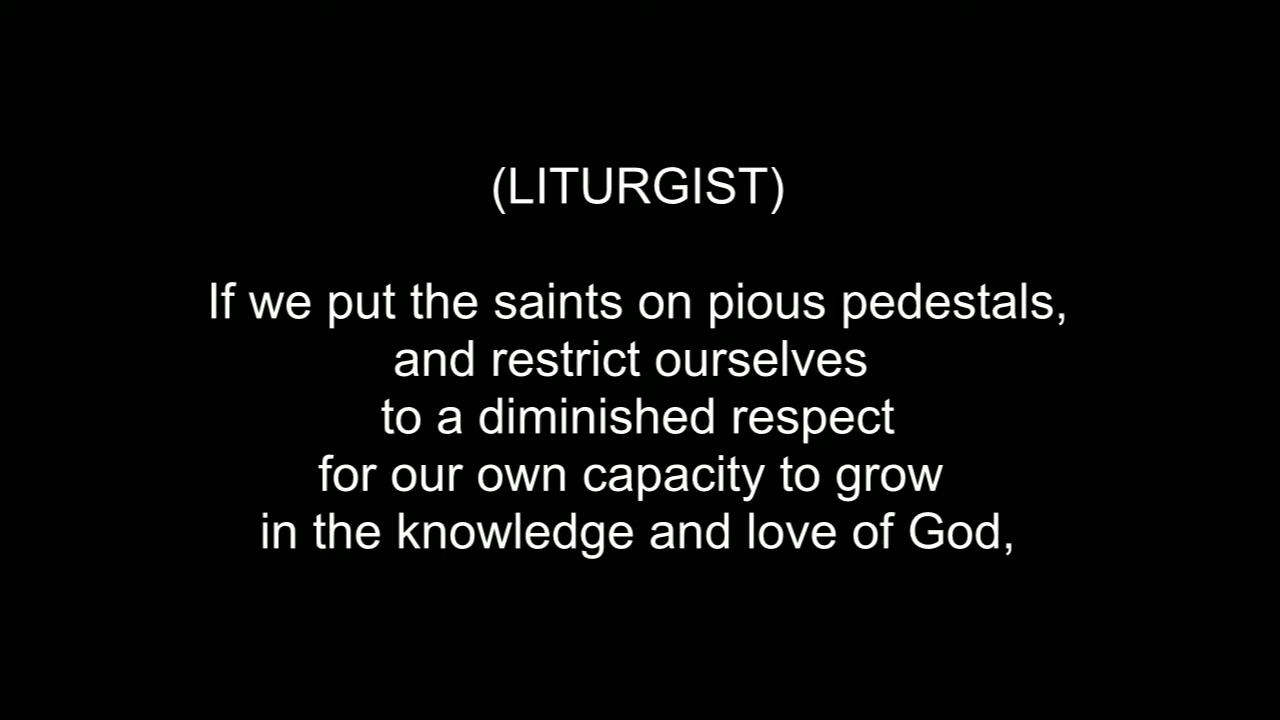 (LITURGIST)
If we put the saints on pious pedestals,
and restrict ourselves
to a diminished respect
for our own capacity to grow
in the knowledge and love of God,